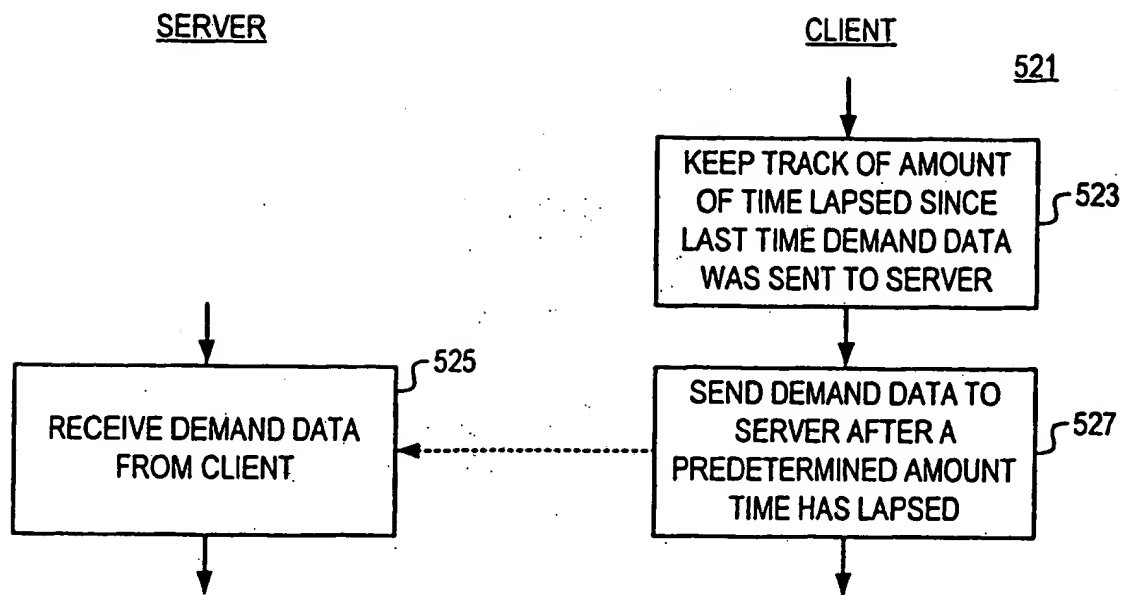 SERVER
CLIENT
521
KEEP TRACK OF AMOUNT
OF TIME LAPSED SINCE
LAST TIME DEMAND DATA
WAS SENT TO SERVER
523
525
RECEIVE DEMAND DATA
FROM CLIENT
SEND DEMAND DATA TO
SERVER AFTER A
PREDETERMINED AMOUNT
TIME HAS LAPSED
527